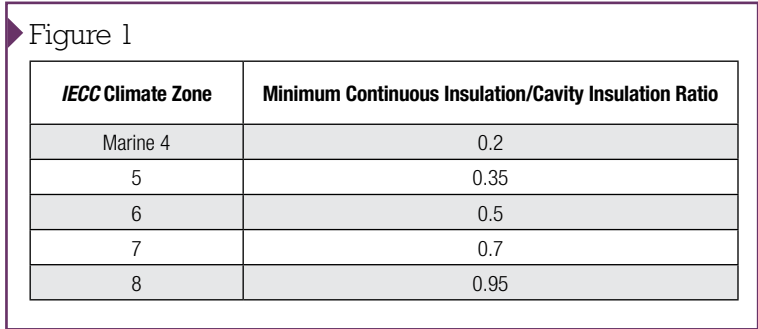 Figure 1
IECC Climate Zone Minimum Continuous Insulation/Cavity Insulation Ratio
Marine 4 0.2
5 0.35
6 0.5
7 0.7
8 0.95